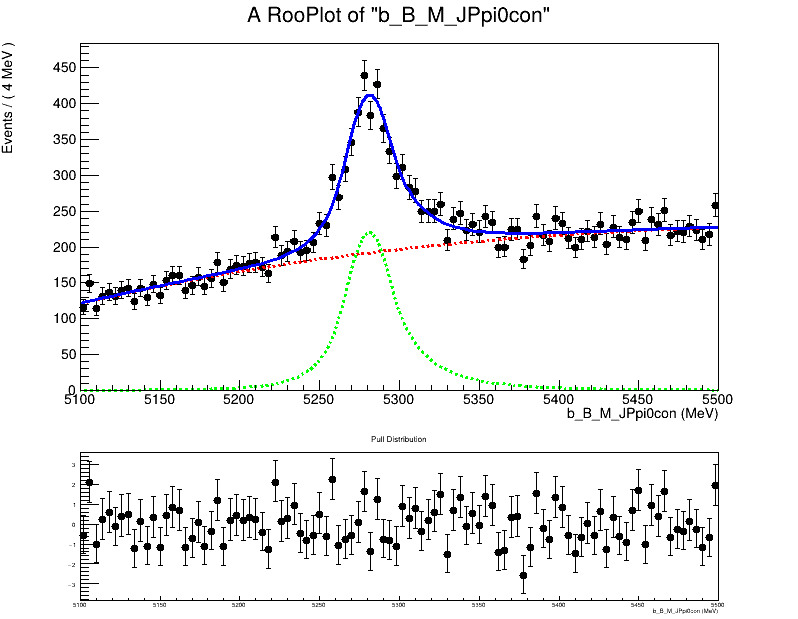 A RooPlot of "b_B_M_JPpi0con"
Events / ( 4 MeV )
450
400
350
300
250
200
150
100
50
0
5100 5150 5200 5250 5300 5350 5400 5450 5500
b_B_M_JPpi0con (MeV)
Pull Distribution
3
2
1
0
−1
−2
−3
5100 5150 5200 5250 5300 5350 5400 5450 5500
b_B_M_JPpi0con (MeV)